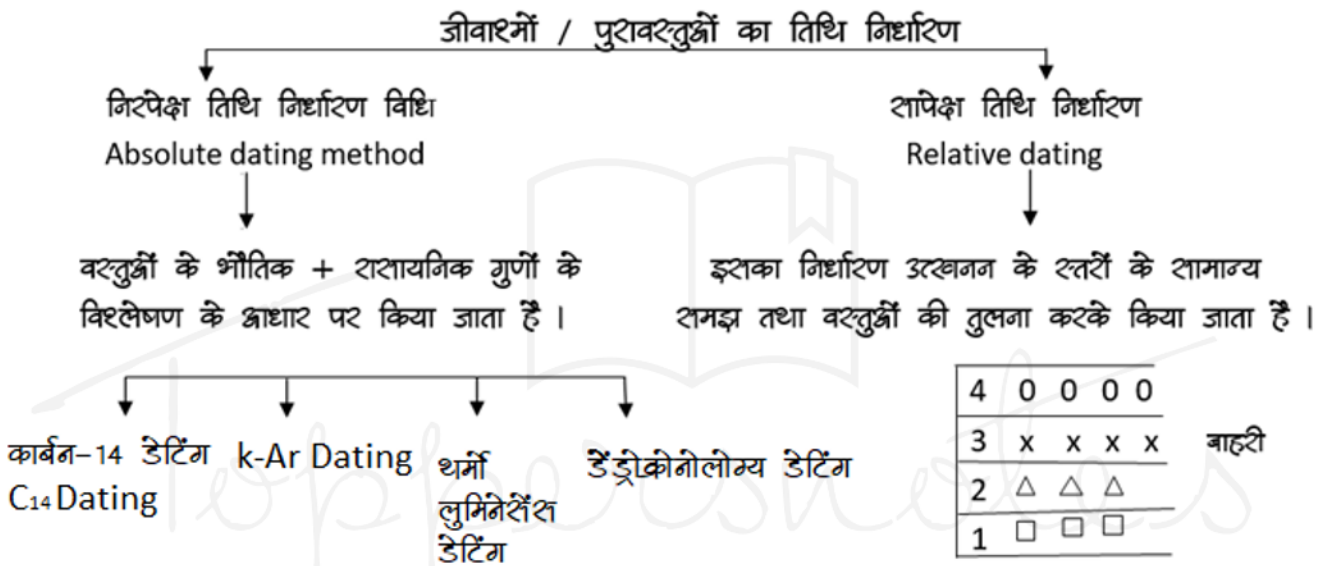 जीवाश्मों / पुरावस्तुओं का तिथि निर्धारण
निरपेक्ष तिथि निर्धारण विधि
Absolute dating method
वस्तुओं के भौतिक + रासायनिक गुणों के
विश्लेषण के आधार पर किया जाता है ।
कार्बन-14 डेटिंग
C₁₄ Dating
k-Ar Dating
थर्मो
लुमिनेसेंस
डेटिंग
डेंड्रोक्रोनोलोग्य डेटिंग
सापेक्ष तिथि निर्धारण
Relative dating
इसका निर्धारण उत्खनन के स्तरों के सामान्य
समझ तथा वस्तुओं की तुलना करके किया जाता है ।
4 0 0 0 0
3 x x x x बाहरी
2 △ △ △
1 □ □ □
Toppersnotes